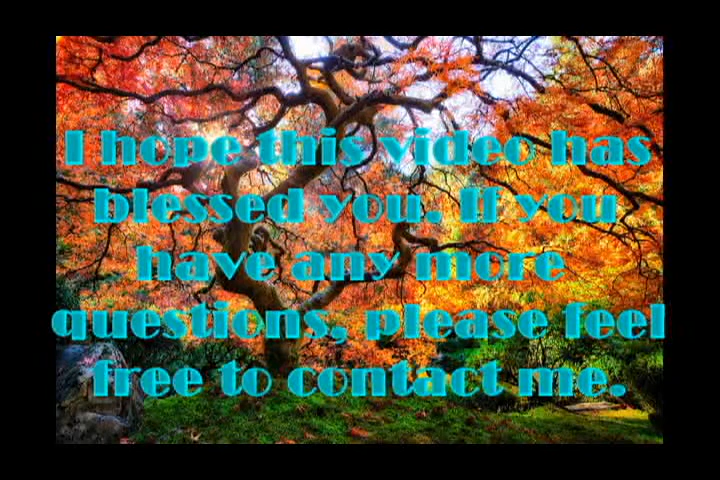 I hope this video has
blessed you. If you
have any more
questions, please feel
free to contact me.